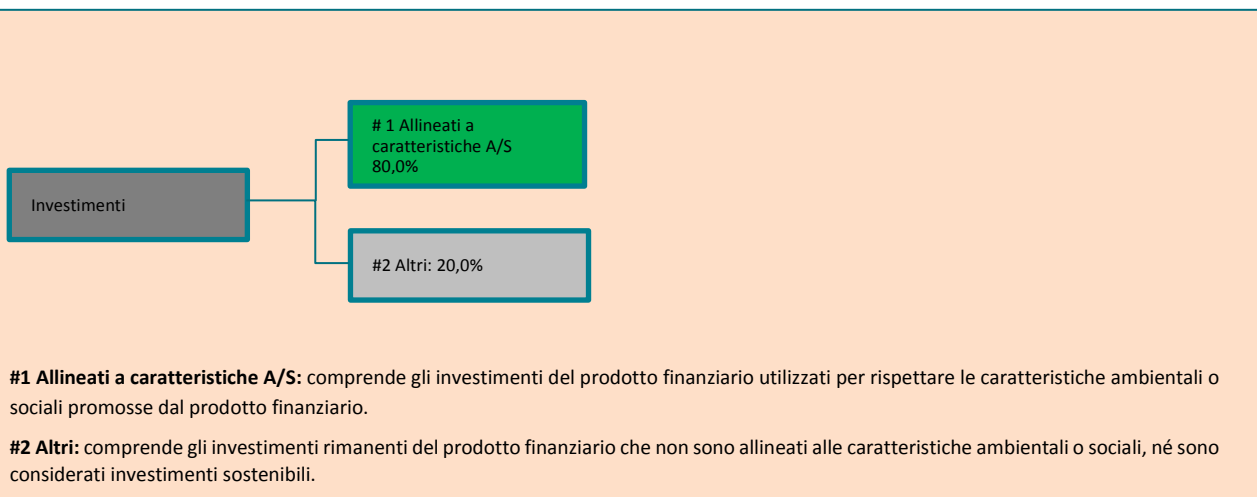 # 1 Allineati a
caratteristiche A/S
80,0%
Investimenti
#2 Altri: 20,0%
#1 Allineati a caratteristiche A/S: comprende gli investimenti del prodotto finanziario utilizzati per rispettare le caratteristiche ambientali o
sociali promosse dal prodotto finanziario.
#2 Altri: comprende gli investimenti rimanenti del prodotto finanziario che non sono allineati alle caratteristiche ambientali o sociali, né sono
considerati investimenti sostenibili.